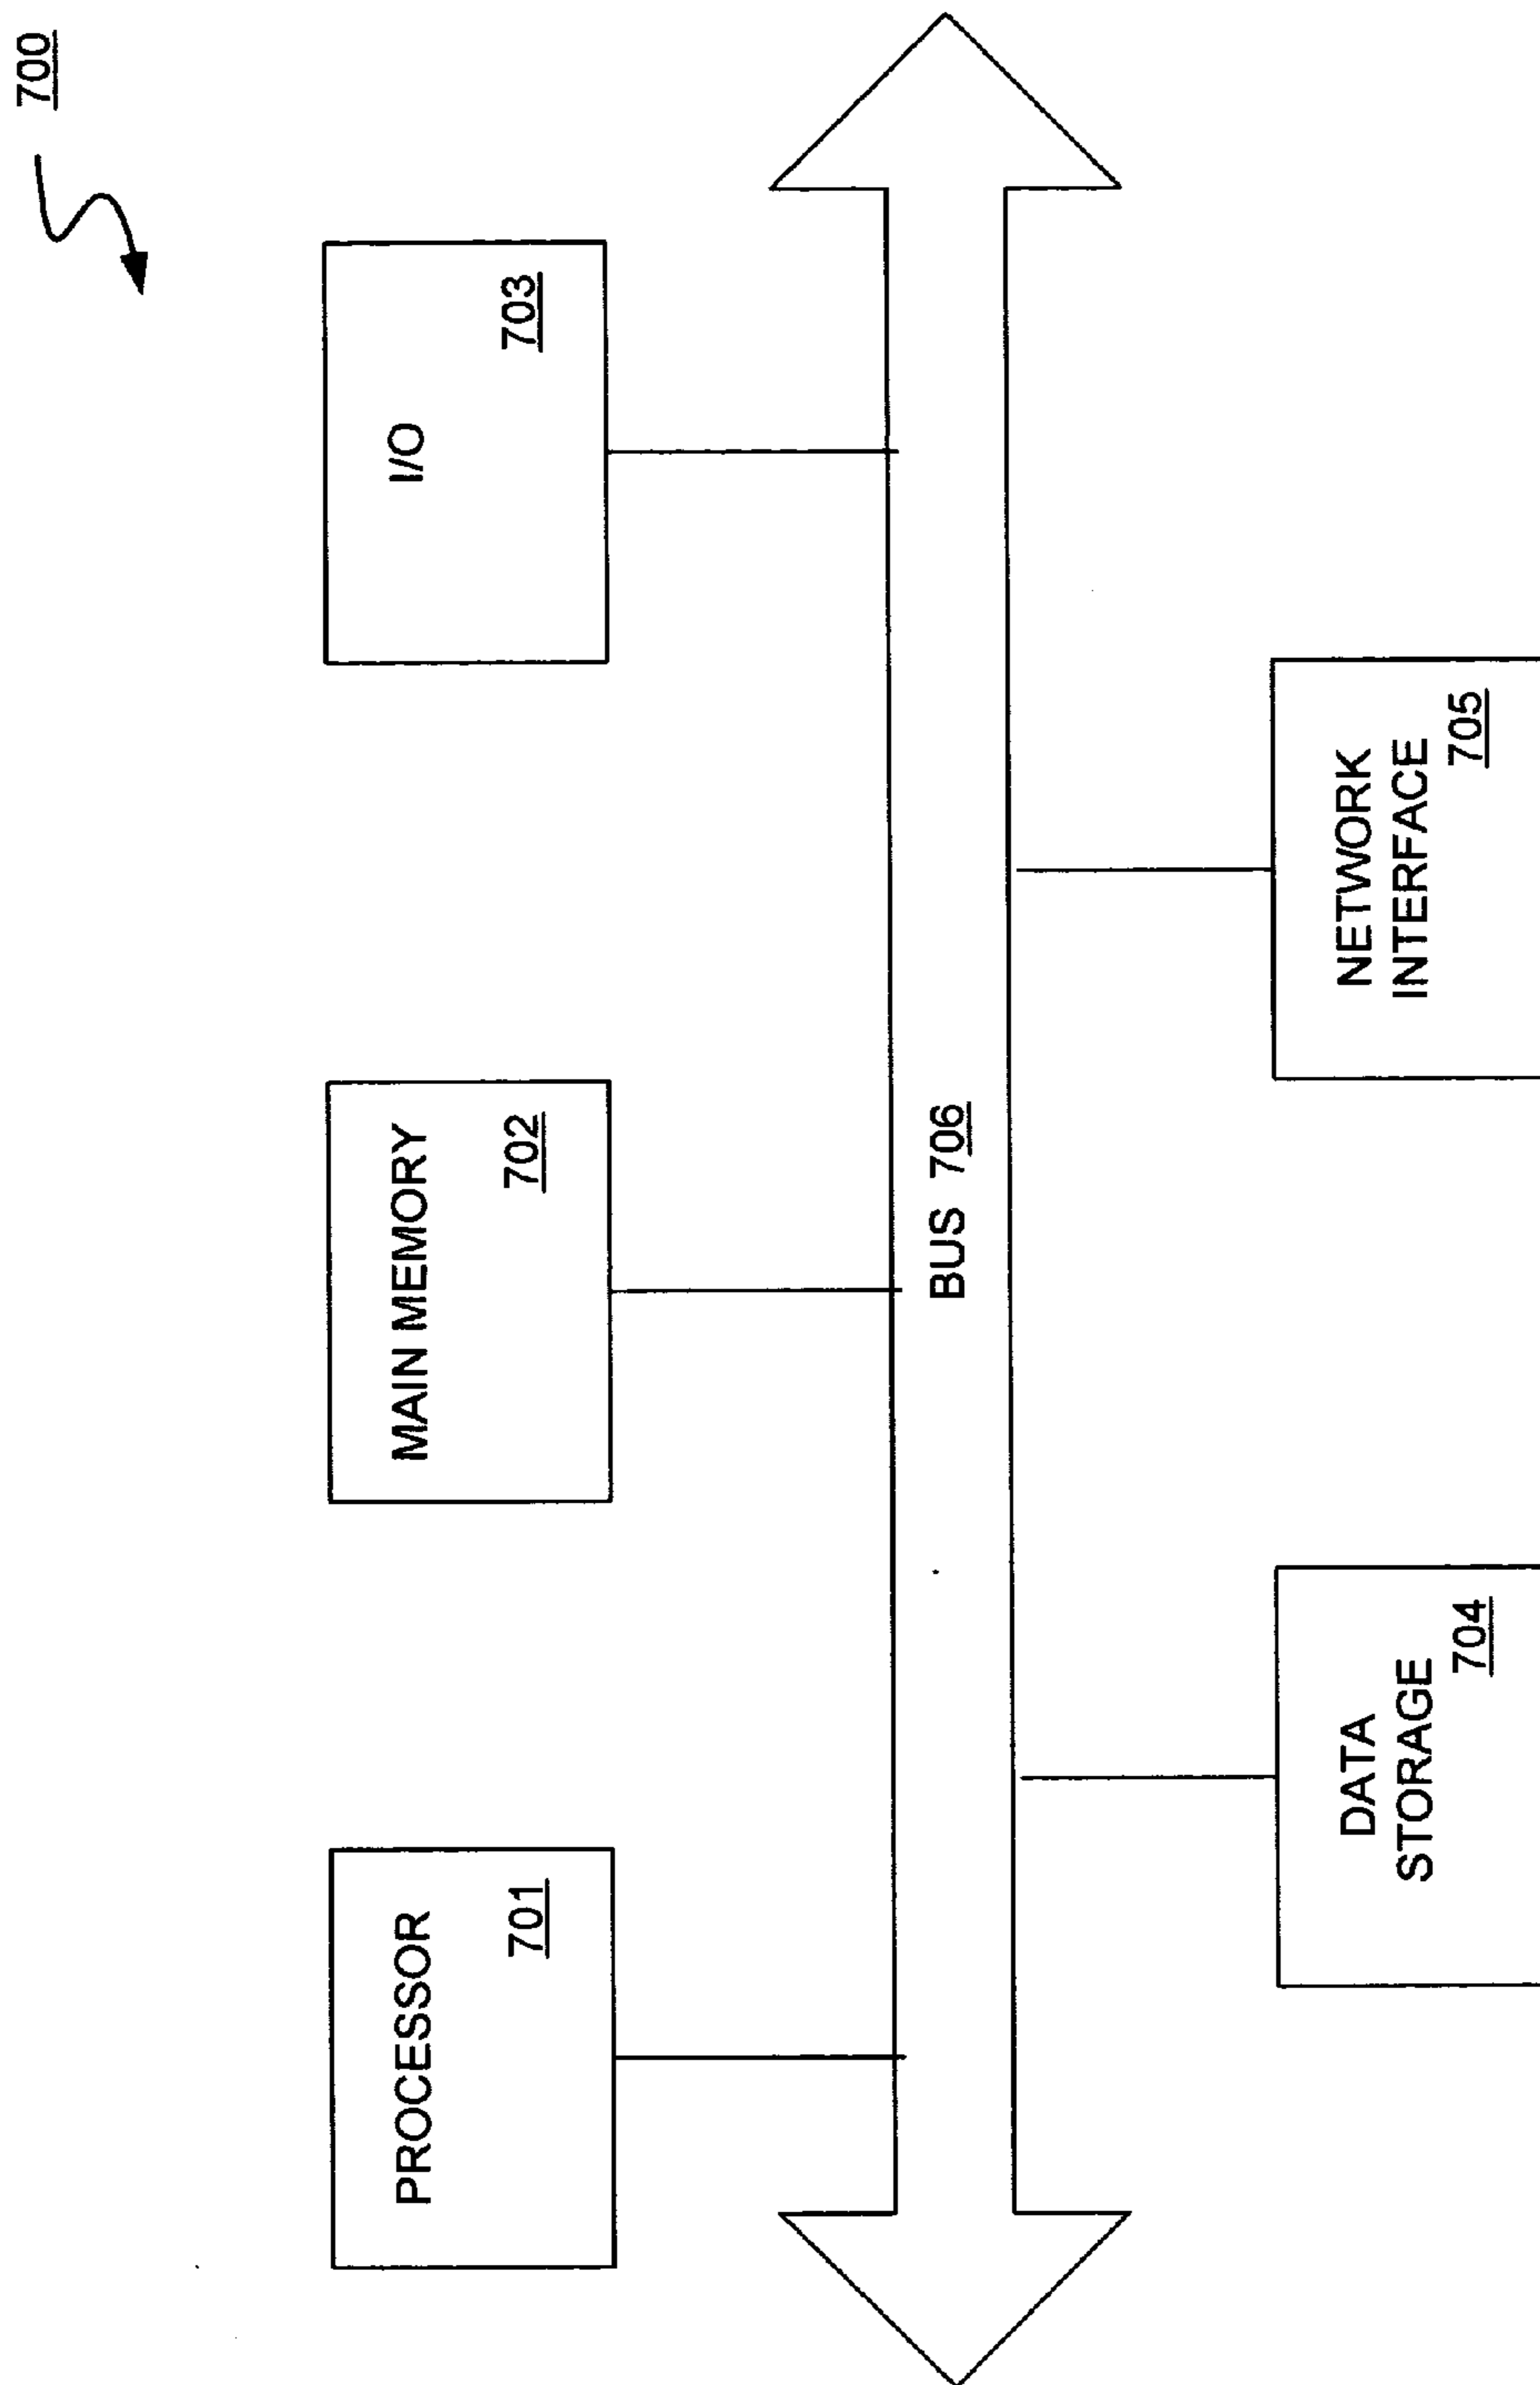 700
PROCESSOR
701
MAIN MEMORY
702
I/O
703
BUS 706
DATA
STORAGE
704
NETWORK
INTERFACE
705